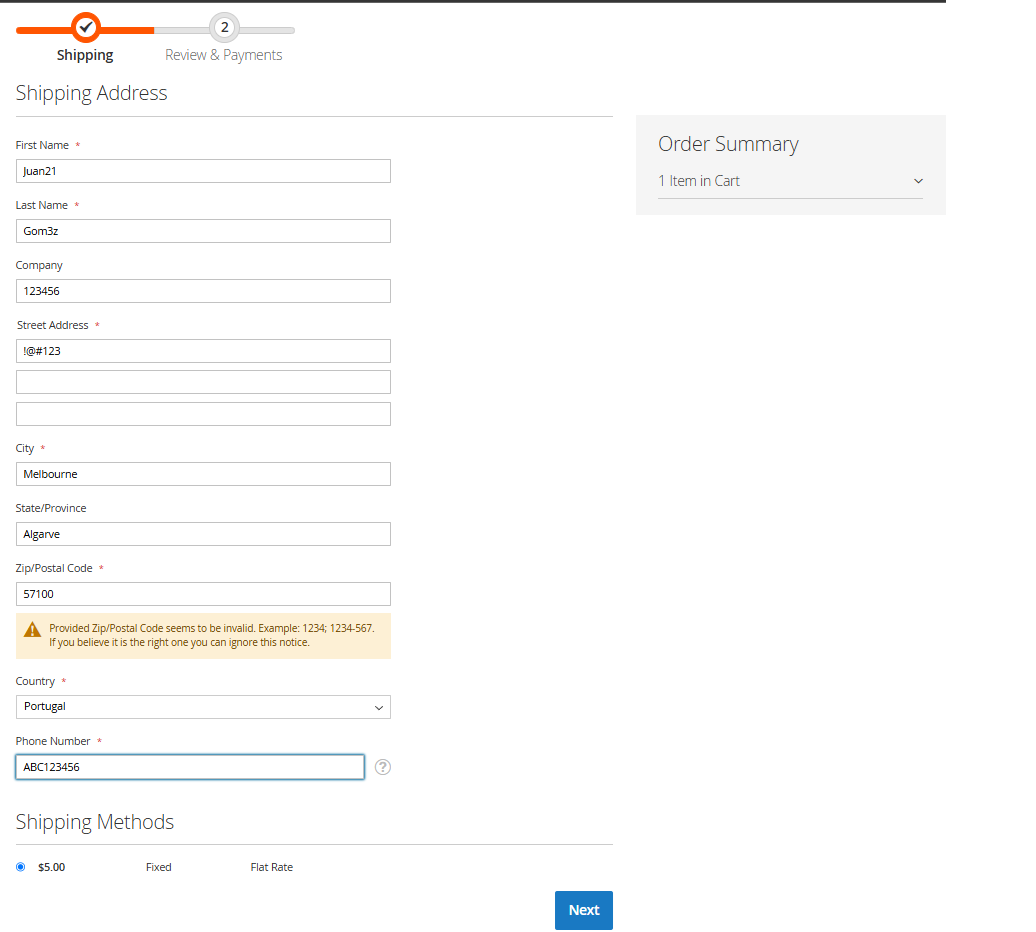 2
Shipping
Review & Payments
Shipping Address
First Name *
Juan21
Last Name *
Gom3z
Company
123456
Street Address *
!@#123
City *
Melbourne
State/Province
Algarve
Zip/Postal Code *
57100
Provided Zip/Postal Code seems to be invalid. Example: 1234; 1234-567.
If you believe it is the right one you can ignore this notice.
Country *
Portugal
Phone Number *
ABC123456
?
Shipping Methods
$5.00 Fixed Flat Rate
Next
Order Summary
1 Item in Cart